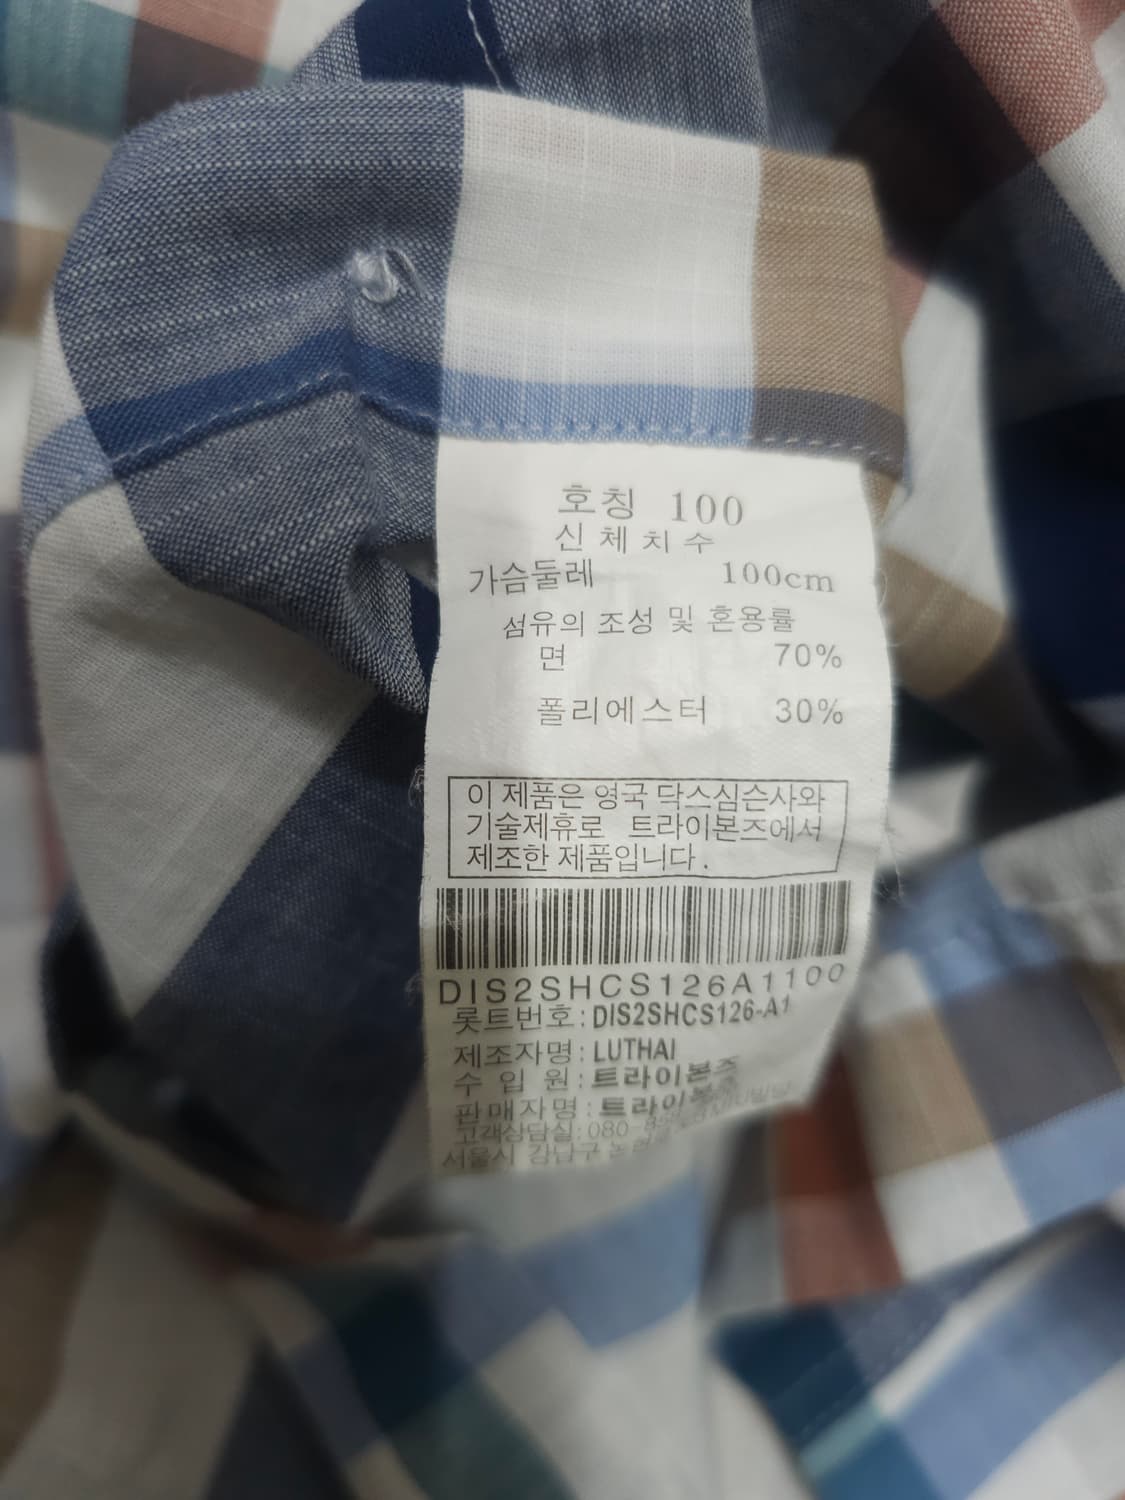 호칭 100
신체치수
가슴둘레 100cm
섬유의 조성 및 혼용률
면 70%
폴리에스터 30%
이 제품은 영국 닥스심슨사와
기술제휴로 트라이본즈에서
제조한 제품입니다.
DIS2SHCS126A1100
롯트번호:DIS2SHCS126-A1
제조자명:LUTHAI
수 입 원:트라이본즈
판매자명:트라이본즈
고객상담실:080
서울시 강남구